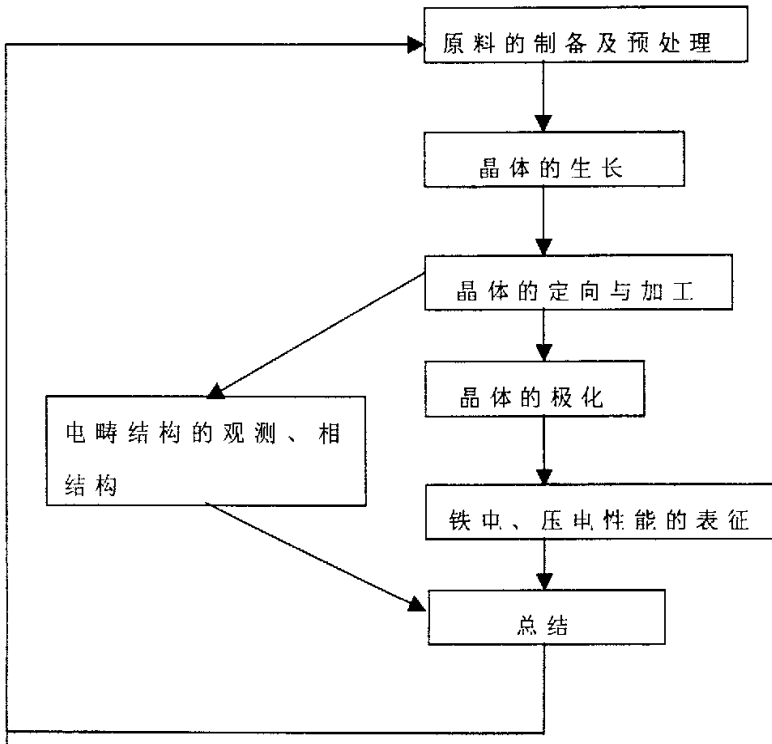 原料的制备及预处理
晶体的生长
晶体的定向与加工
晶体的极化
电畴结构的观测、相
结构
铁电、压电性能的表征
总结